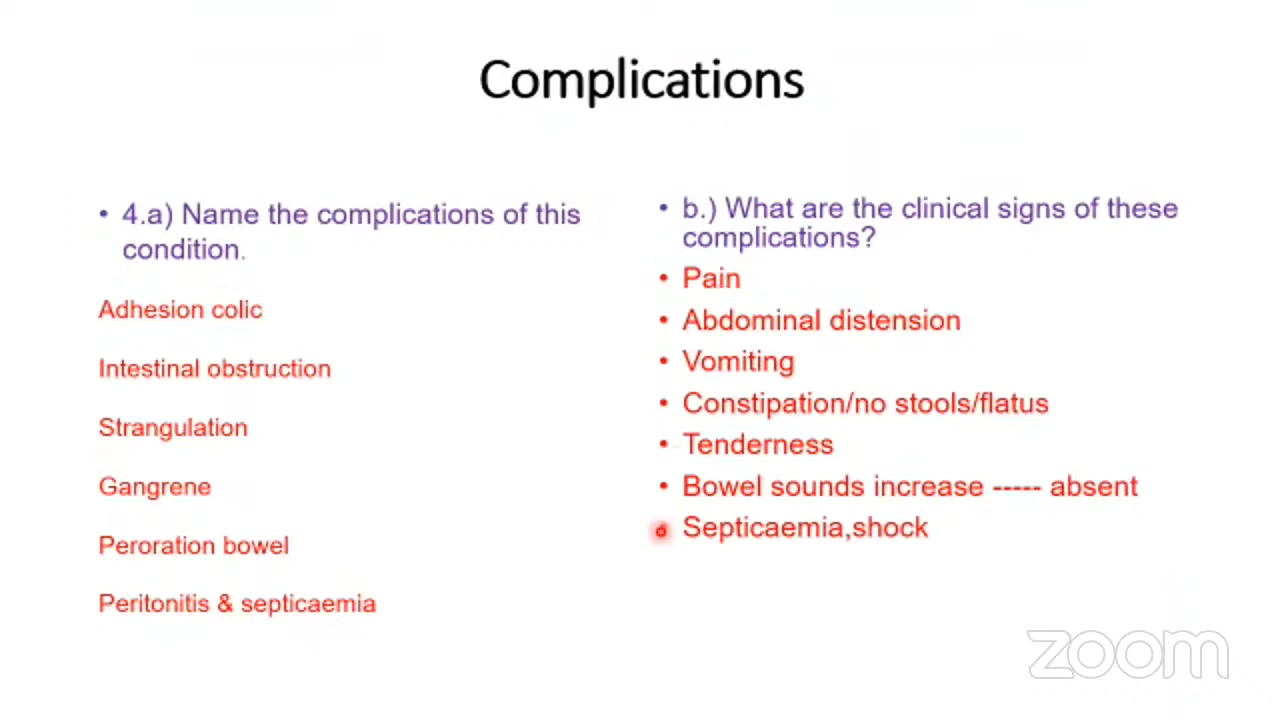 Complications
• 4.a) Name the complications of this
condition.
Adhesion colic
Intestinal obstruction
Strangulation
Gangrene
Peroration bowel
Peritonitis & septicaemia
• b.) What are the clinical signs of these
complications?
• Pain
• Abdominal distension
• Vomiting
• Constipation/no stools/flatus
• Tenderness
• Bowel sounds increase ----- absent
• Septicaemia,shock
zoom